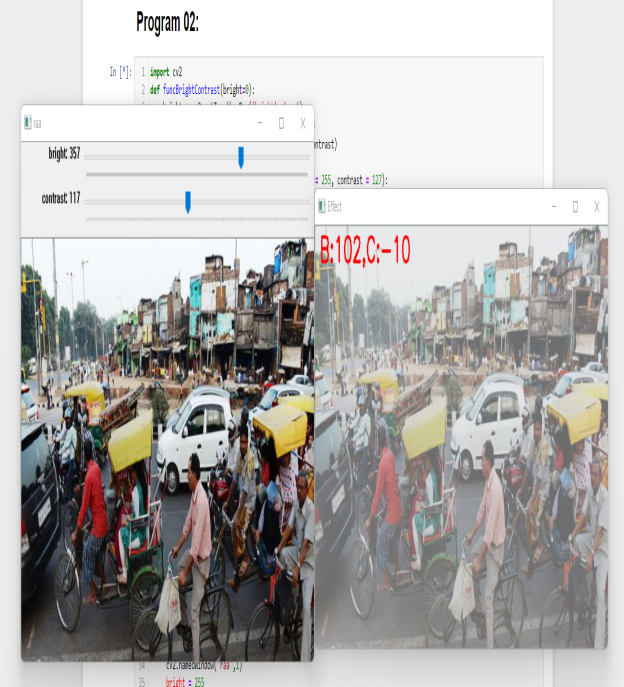 Program 02:
In [*]:
1 import cv2
2 def funcBrightContrast(bright=0):
raa
ntrast)
bright: 357
= 255, contrast = 127):
contrast: 117
Effect
B:102,C:-10
34 cv2.namedWindow('raa',1)
35 bright = 255